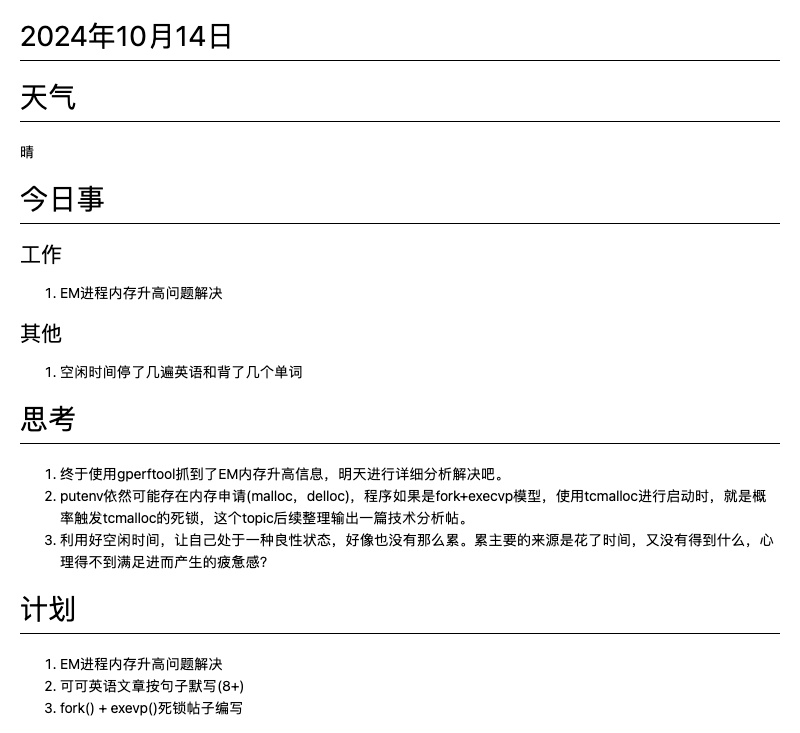 2024年10月14日
天气
晴
今日事
工作
1. EM进程内存升高问题解决
其他
1. 空闲时间停了几遍英语和背了几个单词
思考
1. 终于使用gperftool抓到了EM内存升高信息，明天进行详细分析解决吧。
2. putenv依然可能存在内存申请(malloc，delloc)，程序如果是fork+execvp模型，使用tcmalloc进行启动时，就是概
率触发tcmalloc的死锁，这个topic后续整理输出一篇技术分析帖。
3. 利用好空闲时间，让自己处于一种良性状态，好像也没有那么累。累主要的来源是花了时间，又没有得到什么，心
理得不到满足进而产生的疲惫感?
计划
1. EM进程内存升高问题解决
2. 可可英语文章按句子默写(8+)
3. fork() + exevp()死锁帖子编写